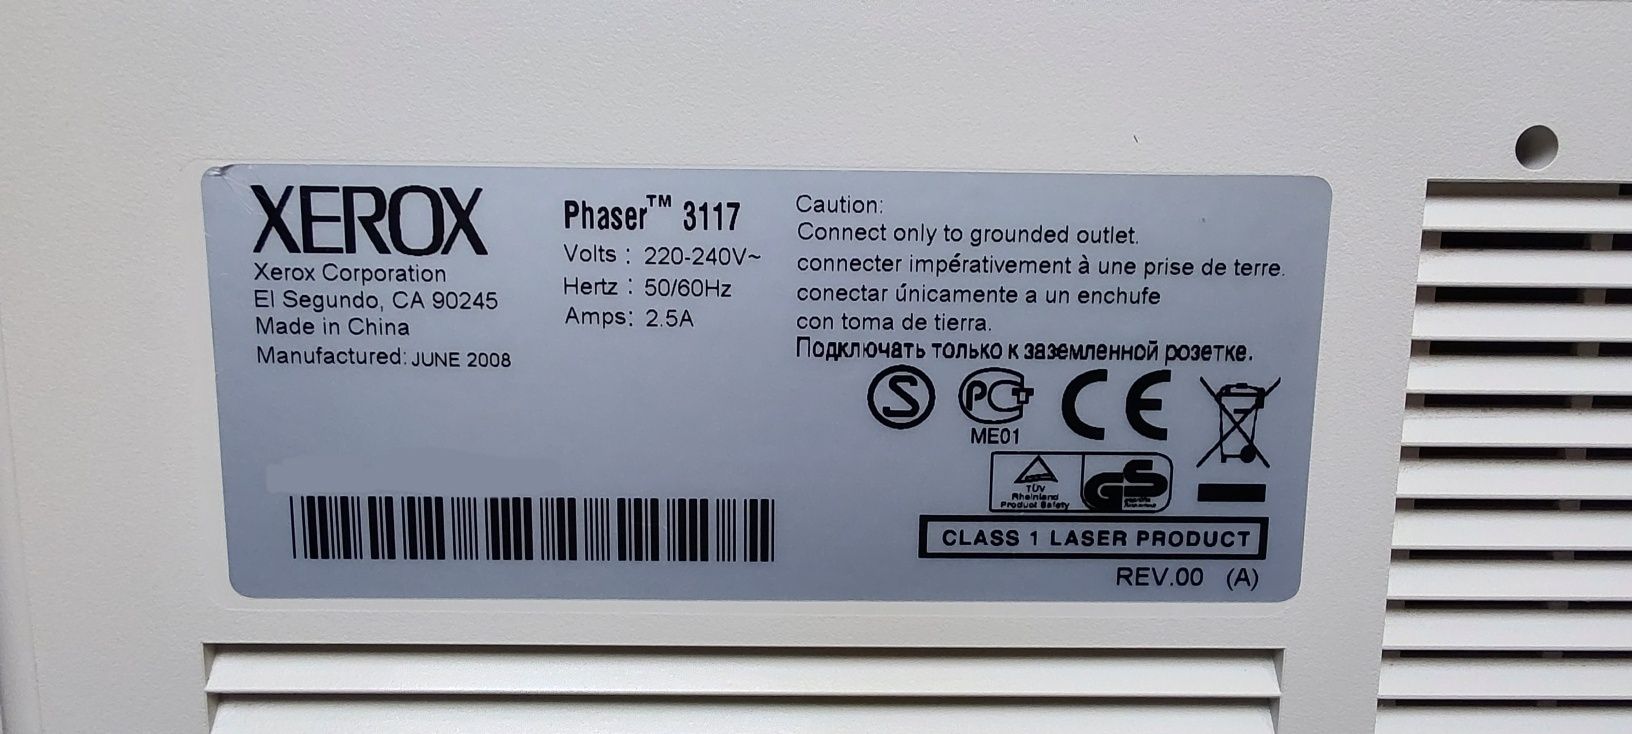 XEROX
Xerox Corporation
El Segundo, CA 90245
Made in China
Manufactured: JUNE 2008
Phaser™ 3117
Volts : 220-240V~
Hertz : 50/60Hz
Amps: 2.5A
Caution:
Connect only to grounded outlet.
connecter impérativement à une prise de terre.
conectar únicamente a un enchufe
con toma de tierra.
Подключать только к заземленной розетке.
S
PCT
ME01
CE
TÜV
Rheinland
Product Safety
GS
CLASS 1 LASER PRODUCT
REV.00 (A)